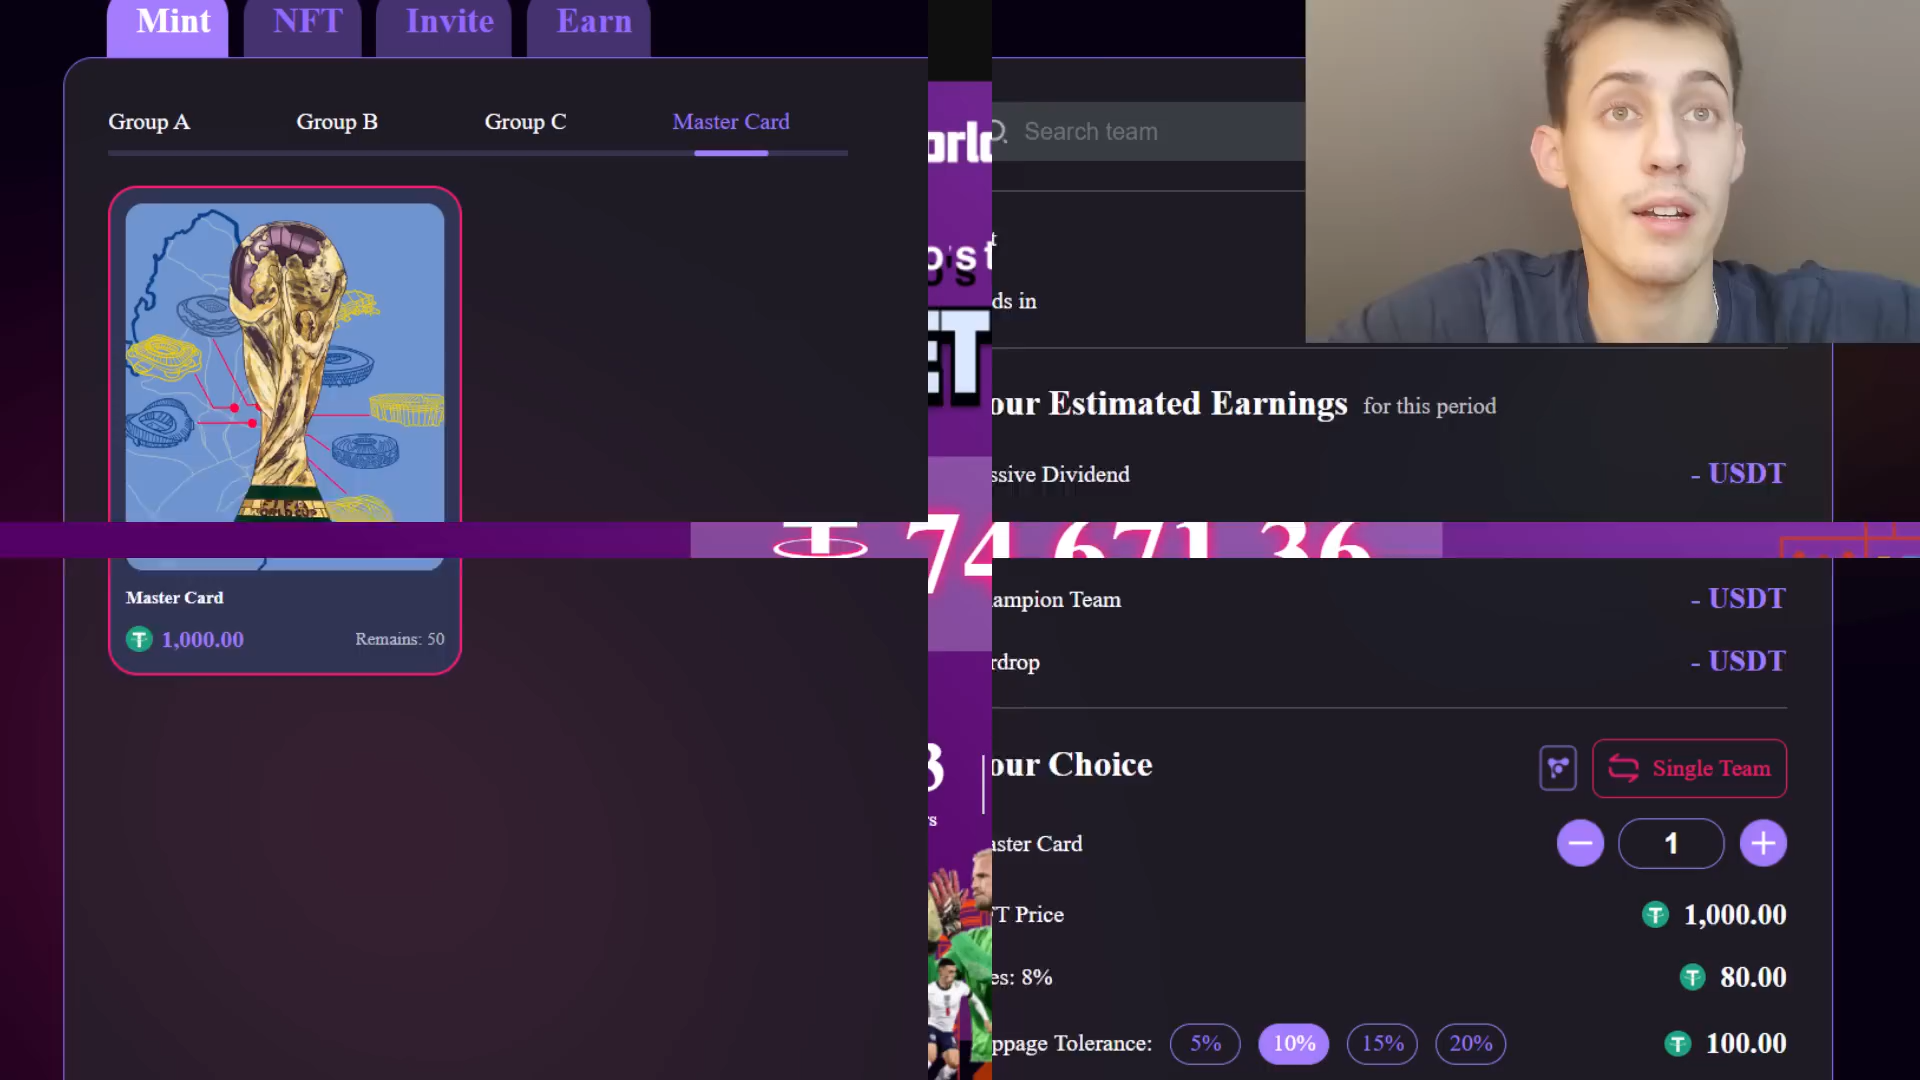 Mint
NFT
Invite
Earn
Group A
Group B
Group C
Master Card
Search team
ds in
our Estimated Earnings for this period
ssive Dividend
- USDT
74,671.36
ampion Team
- USDT
rdrop
- USDT
Master Card
1,000.00
Remains: 50
our Choice
Single Team
aster Card
1
T Price
1,000.00
es: 8%
80.00
ppage Tolerance:
5%
10%
15%
20%
100.00